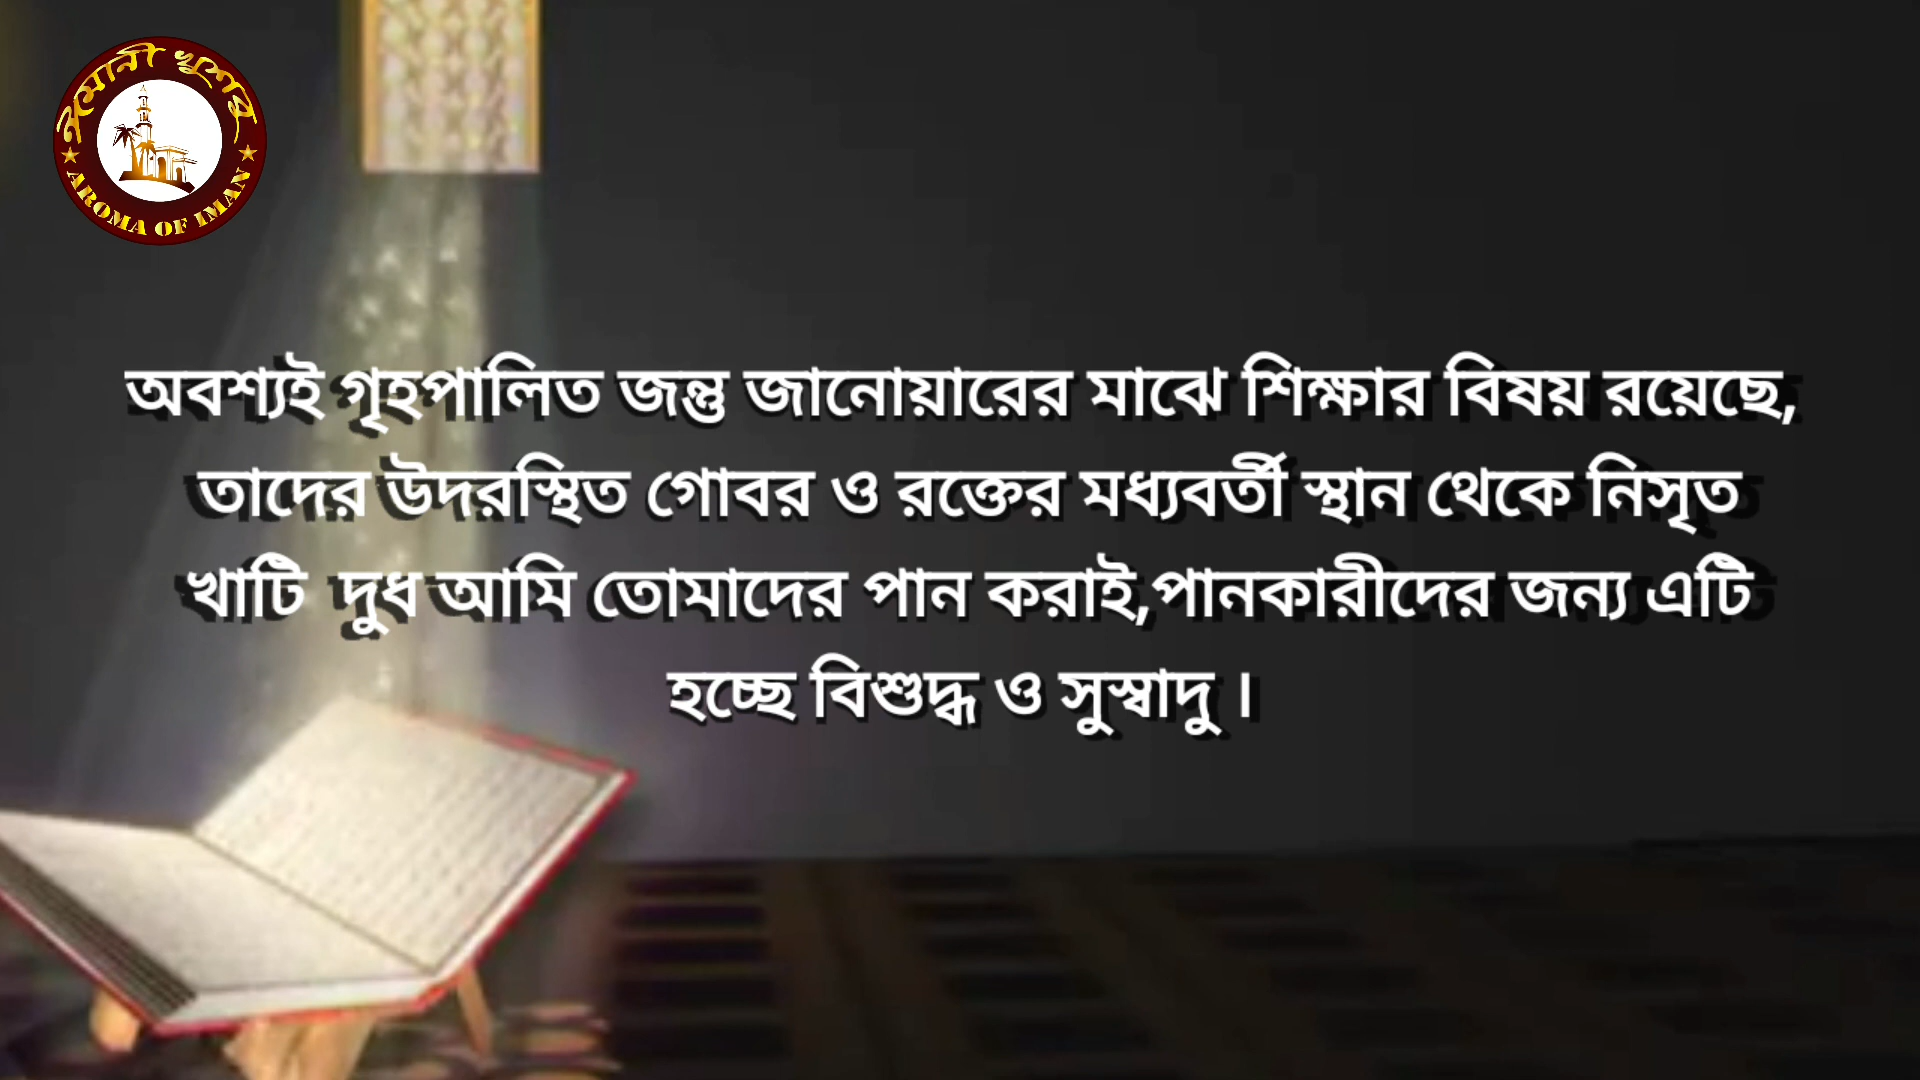 ঈমানী খুশবু
AROMA OF IMAN
অবশ্যই গৃহপালিত জন্তু জানোয়ারের মাঝে শিক্ষার বিষয় রয়েছে,
তাদের উদরস্থিত গোবর ও রক্তের মধ্যবর্তী স্থান থেকে নিসৃত
খাটি  দুধ আমি তোমাদের পান করাই,পানকারীদের জন্য এটি
হচ্ছে বিশুদ্ধ ও সুস্বাদু ।